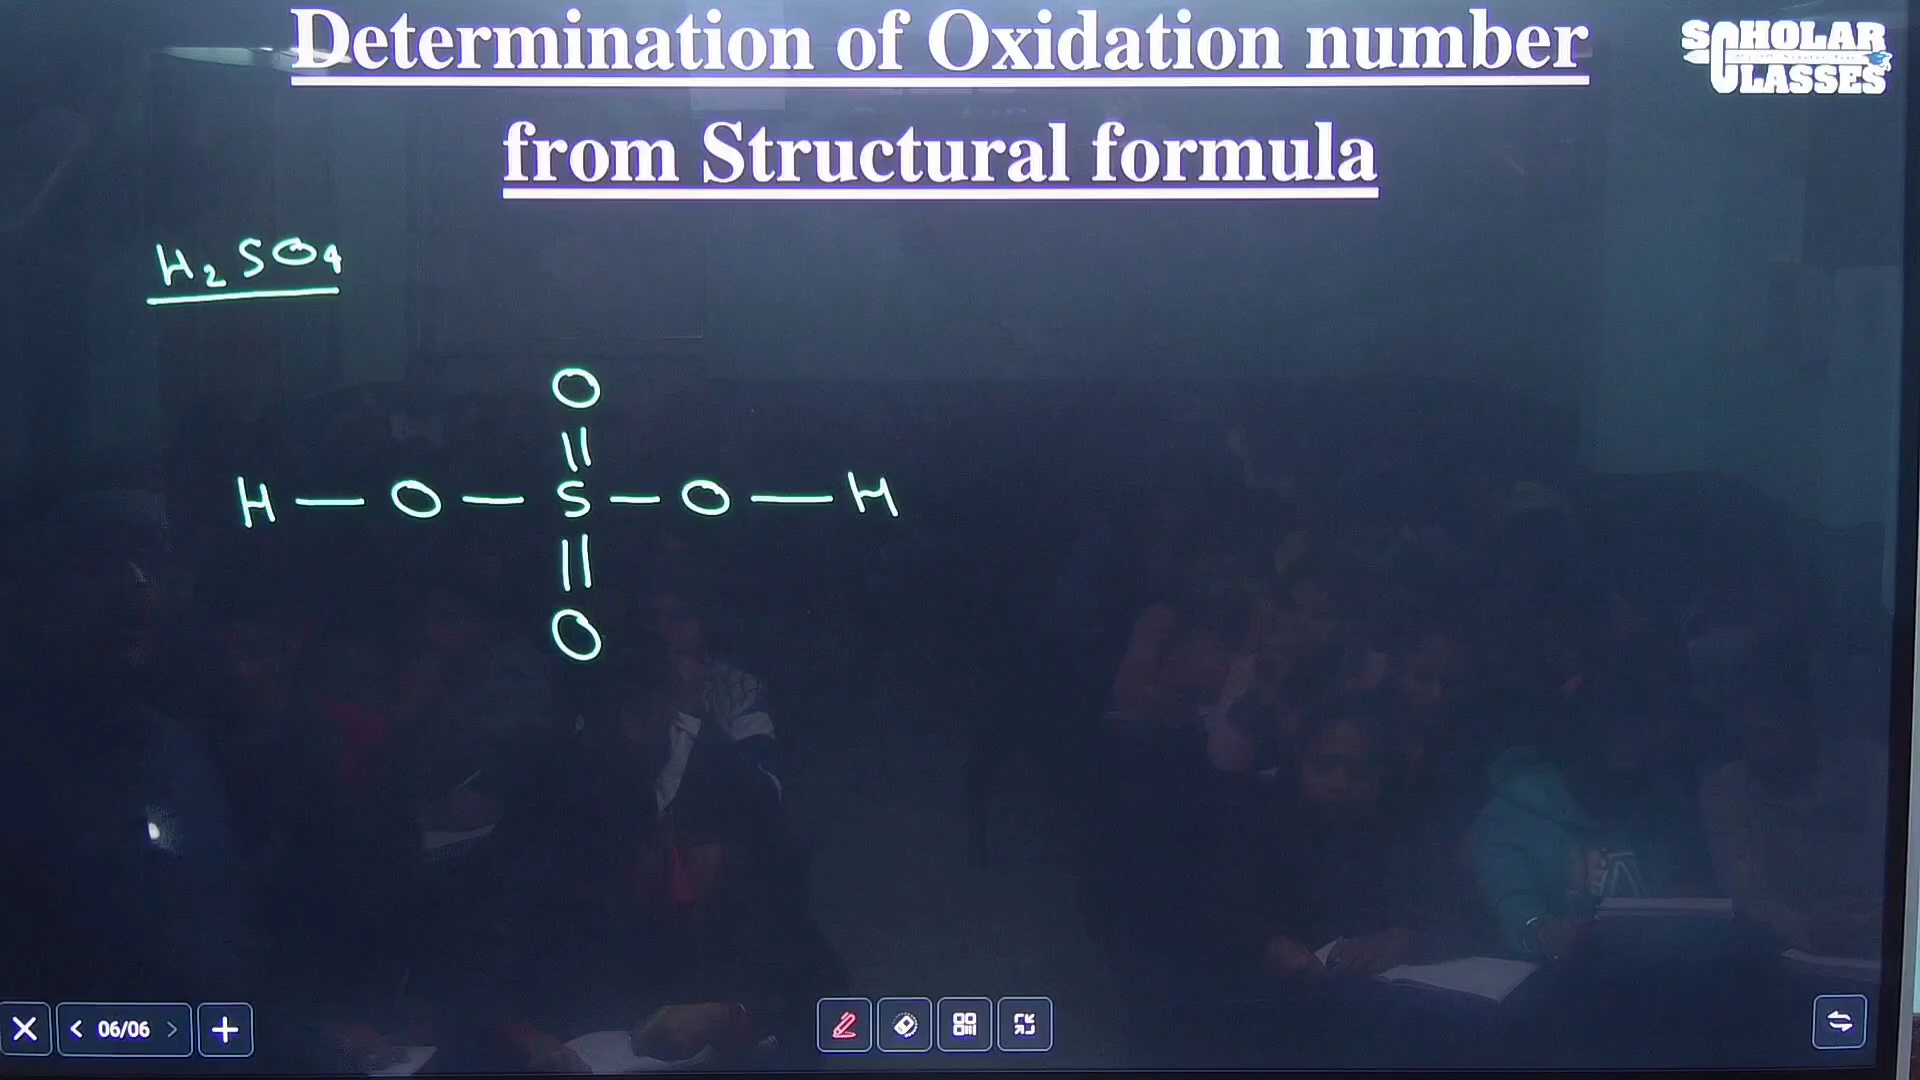 Determination of Oxidation number
from Structural formula
SCHOLAR
CLASSES
H₂SO₄
O
||
H — O — S — O — H
||
O
06/06